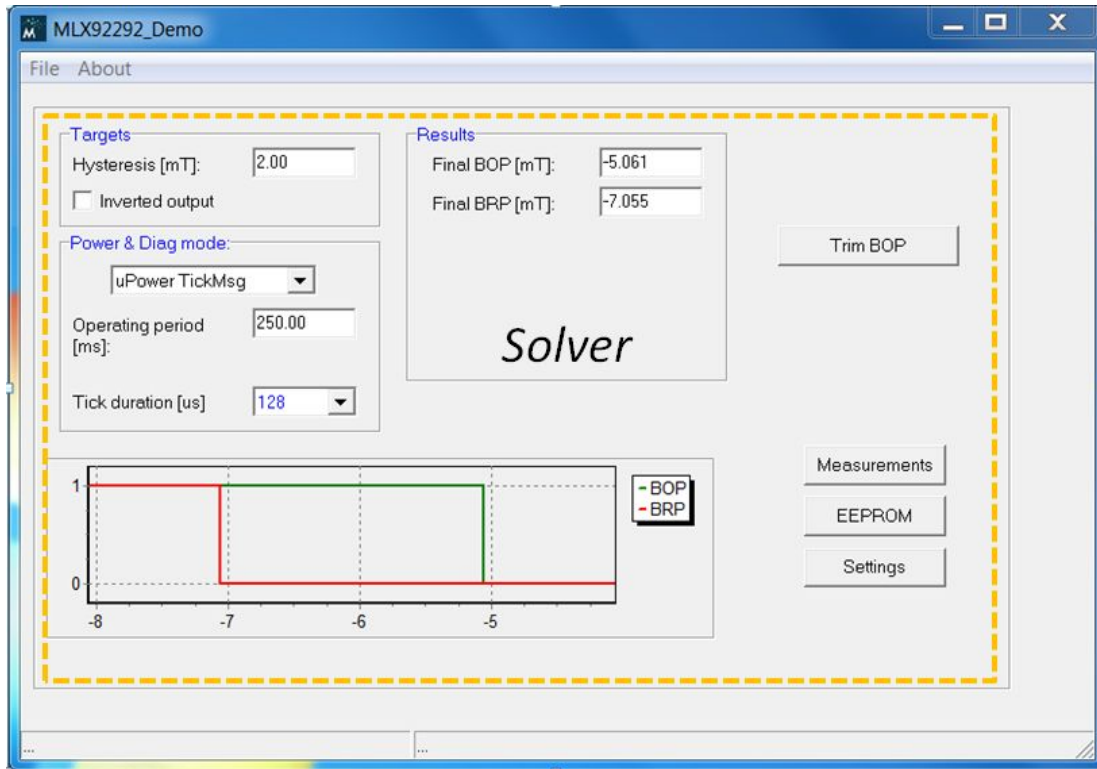 MLX92292_Demo
File About
Targets
Hysteresis [mT]: 2.00
Inverted output
Power & Diag mode:
uPower TickMsg
Operating period [ms]: 250.00
Tick duration [us] 128
Results
Final BOP [mT]: -5.061
Final BRP [mT]: -7.055
Solver
Trim BOP
Measurements
EEPROM
Settings
1
0
-8 -7 -6 -5
BOP
BRP
...
...